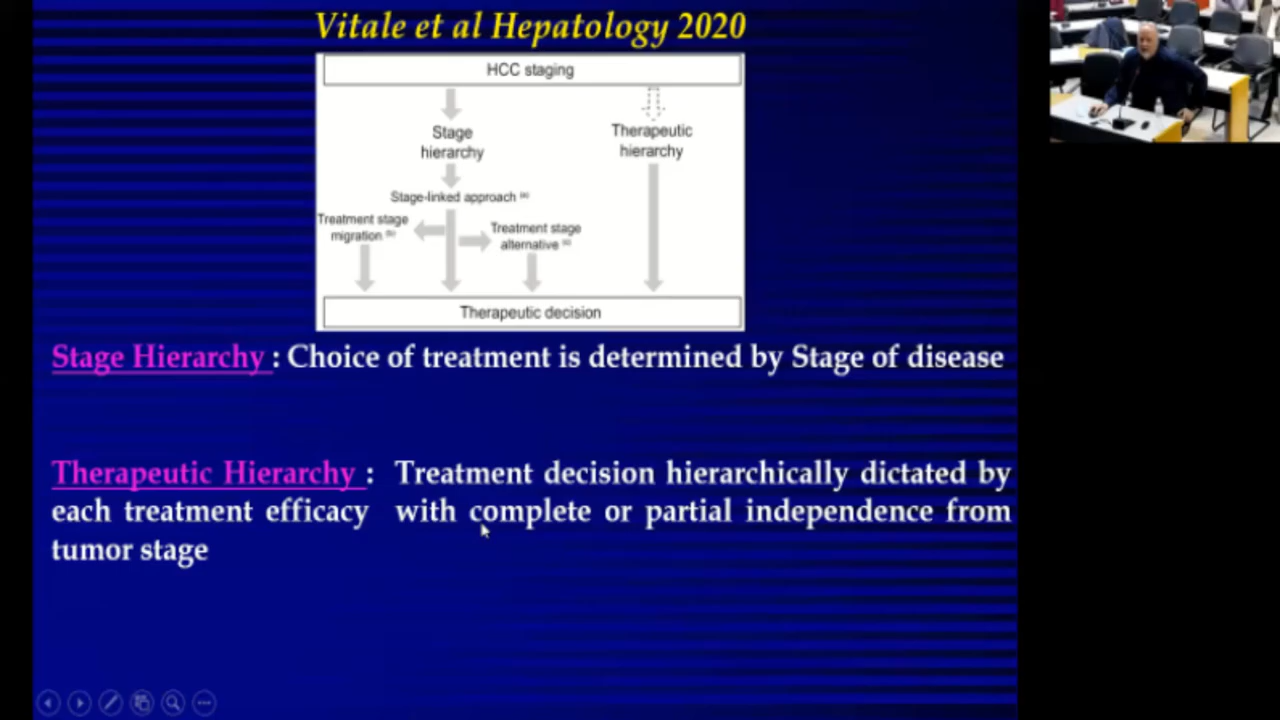 Vitale et al Hepatology 2020
HCC staging
Stage
hierarchy
Therapeutic
hierarchy
Stage-linked approach (a)
Treatment stage
migration (b)
Treatment stage
alternative (c)
Therapeutic decision
Stage Hierarchy : Choice of treatment is determined by Stage of disease
Therapeutic Hierarchy : Treatment decision hierarchically dictated by
each treatment efficacy with complete or partial independence from
tumor stage